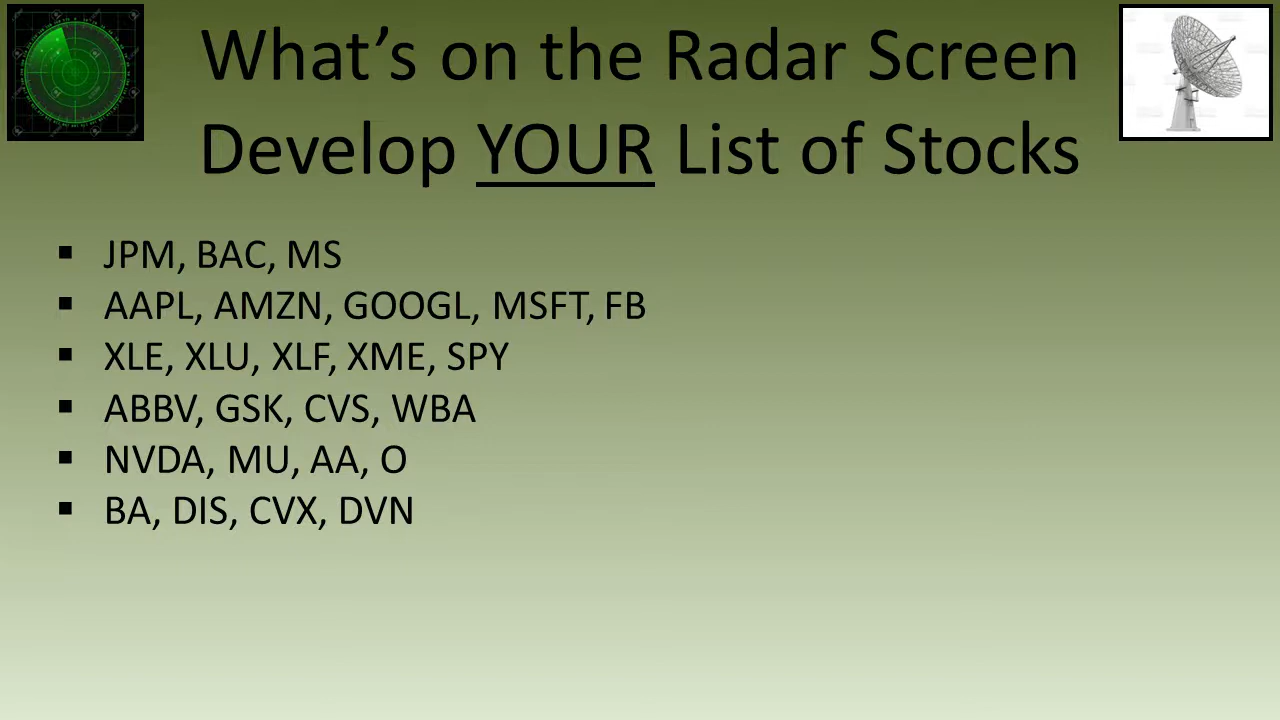 What’s on the Radar Screen
Develop YOUR List of Stocks
▪ JPM, BAC, MS
▪ AAPL, AMZN, GOOGL, MSFT, FB
▪ XLE, XLU, XLF, XME, SPY
▪ ABBV, GSK, CVS, WBA
▪ NVDA, MU, AA, O
▪ BA, DIS, CVX, DVN